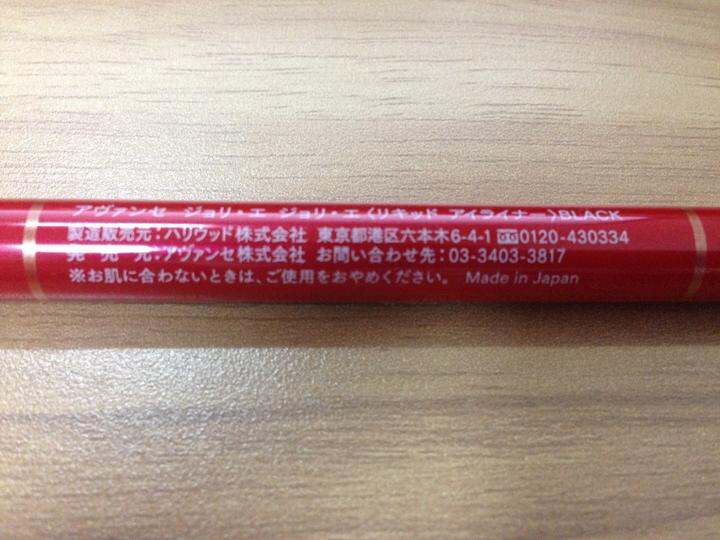 アヴァンセ ジョリ・エ ジョリ・エ〈リキッド アイライナー〉BLACK
製造販売元:ハリウッド株式会社 東京都港区六本木6-4-1 0120-430334
発 売 元:アヴァンセ株式会社 お問い合わせ先:03-3403-3817
※お肌に合わないときは、ご使用をおやめください。 Made in Japan